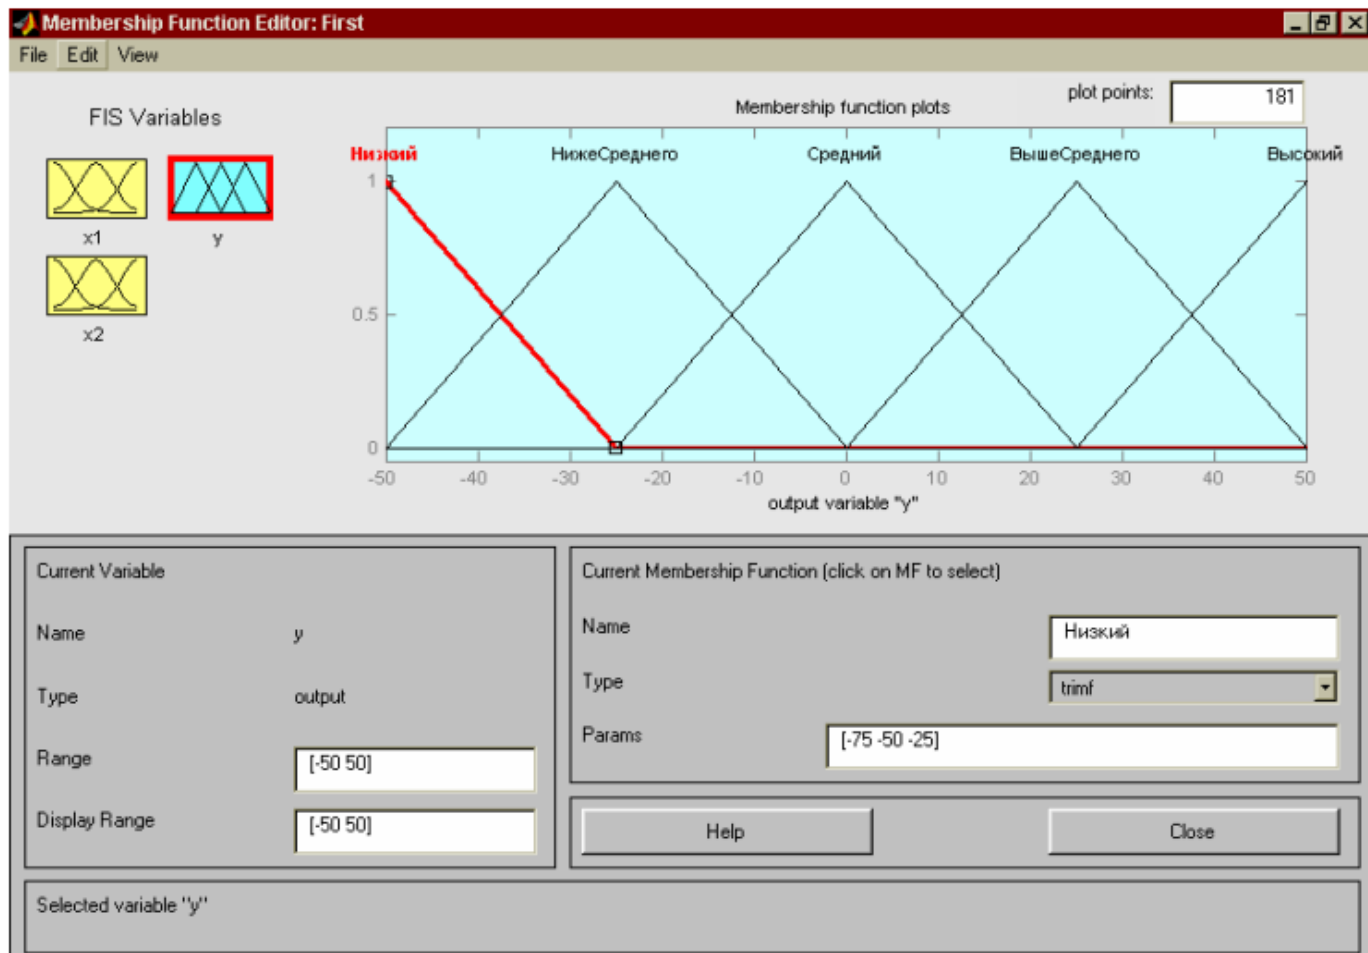 Membership Function Editor: First
File Edit View
FIS Variables
x1
y
x2
plot points:
181
Membership function plots
Низкий НижеСреднего Средний ВышеСреднего Высокий
1
0.5
0
-50 -40 -30 -20 -10 0 10 20 30 40 50
output variable "y"
Current Variable
Name y
Type output
Range [-50 50]
Display Range [-50 50]
Current Membership Function (click on MF to select)
Name Низкий
Type trimf
Params [-75 -50 -25]
Help Close
Selected variable "y"